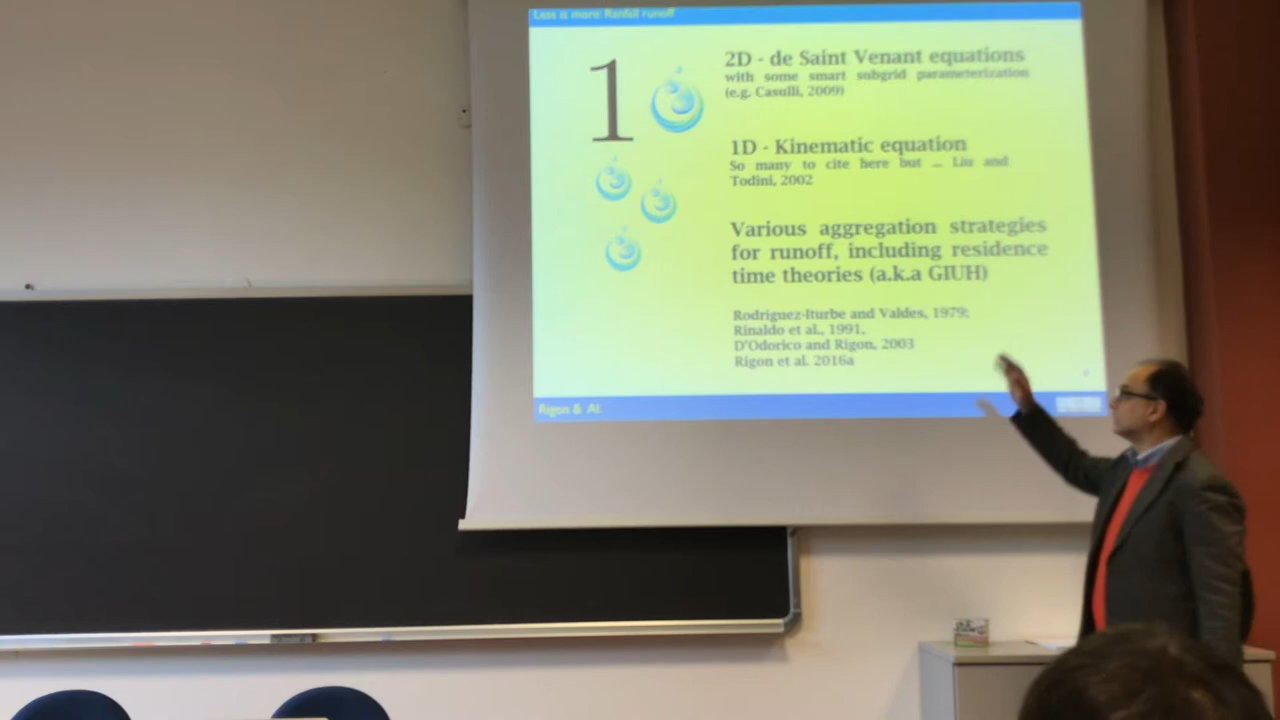 Less is more: Rainfall runoff
1
2D - de Saint Venant equations
with some smart subgrid parameterization
(e.g. Casulli, 2009)
1D - Kinematic equation
So many to cite here but ... Liu and
Todini, 2002
Various aggregation strategies
for runoff, including residence
time theories (a.k.a GIUH)
Rodriguez-Iturbe and Valdes, 1979;
Rinaldo et al., 1991,
D'Odorico and Rigon, 2003
Rigon et al. 2016a
Rigon & Al.